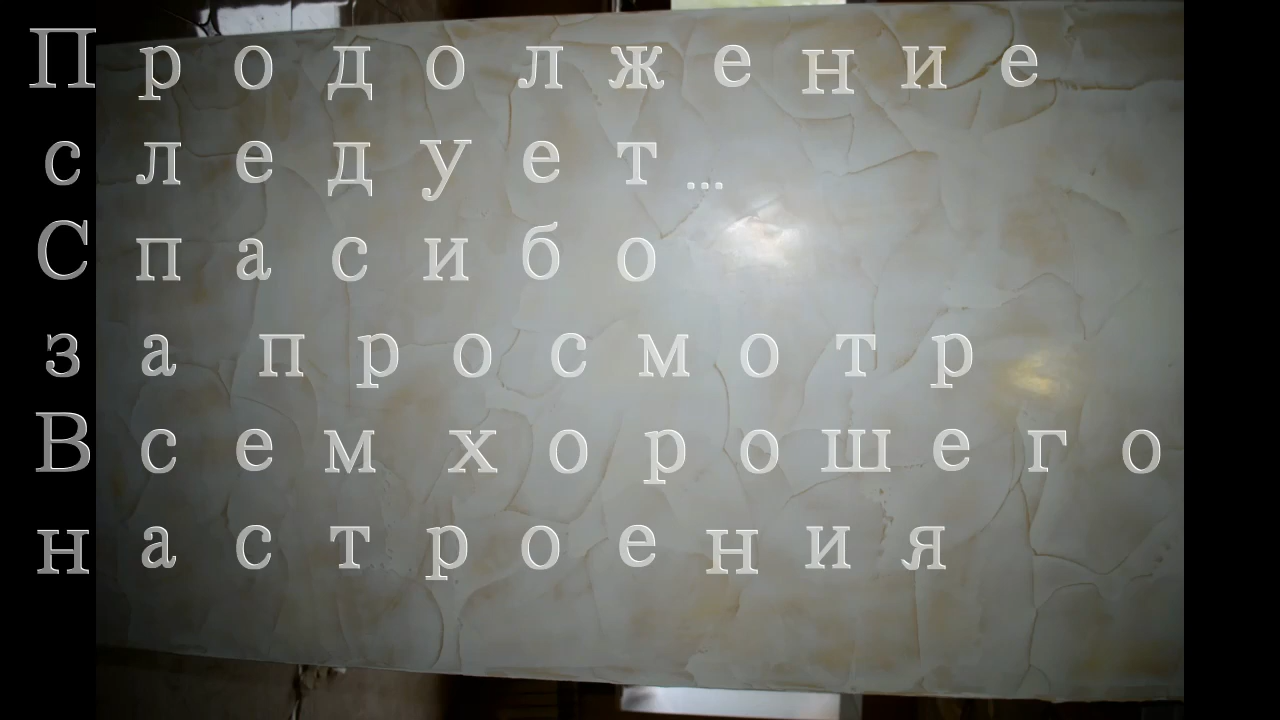 Продолжение
следует...
Спасибо
за просмотр
Всем хорошего
настроения